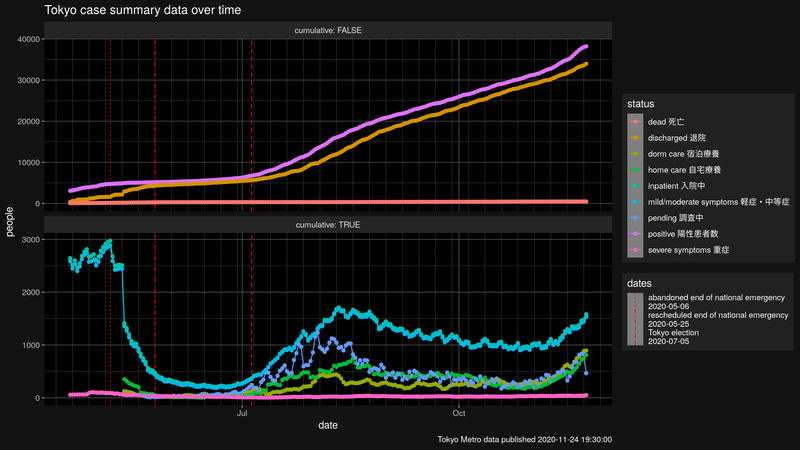 Tokyo case summary data over time
cumulative: FALSE
40000
30000
20000
10000
0
cumulative: TRUE
3000
2000
1000
0
people
Jul
Oct
date
status
dead 死亡
discharged 退院
dorm care 宿泊療養
home care 自宅療養
inpatient 入院中
mild/moderate symptoms 軽症・中等症
pending 調査中
positive 陽性患者数
severe symptoms 重症
dates
abandoned end of national emergency
2020-05-06
rescheduled end of national emergency
2020-05-25
Tokyo election
2020-07-05
Tokyo Metro data published 2020-11-24 19:30:00